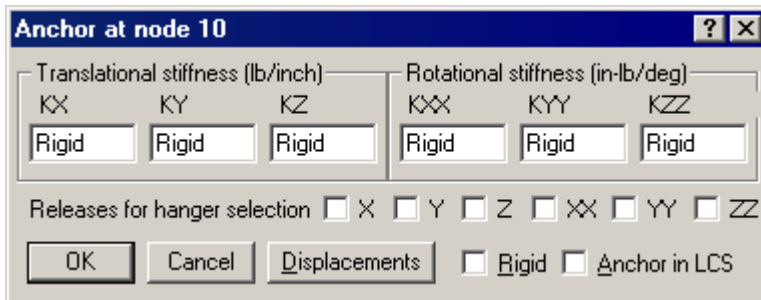 Anchor at node 10
Translational stiffness (lb/inch) Rotational stiffness (in-lb/deg)
KX KY KZ KXX KYY KZZ
Rigid Rigid Rigid Rigid Rigid Rigid
Releases for hanger selection X Y Z XX YY ZZ
OK Cancel Displacements Rigid Anchor in LCS